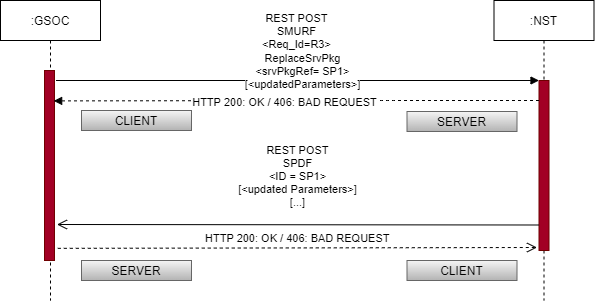 :GSOC
:NST
REST POST
SMURF
<Req_Id=R3>
ReplaceSrvPkg
<srvPkgRef= SP1>
[<updatedParameters>]
HTTP 200: OK / 406: BAD REQUEST
CLIENT
SERVER
REST POST
SPDF
<ID = SP1>
[<updated Parameters>]
[...]
HTTP 200: OK / 406: BAD REQUEST
SERVER
CLIENT